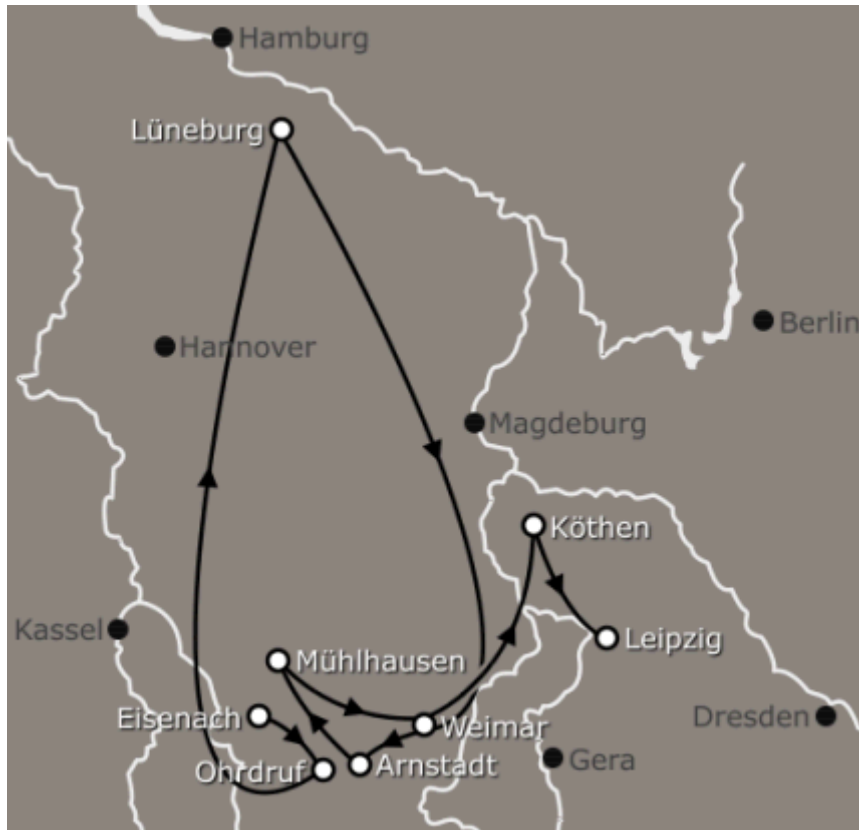 Hamburg
Lüneburg
Berlin
Hannover
Magdeburg
Köthen
Kassel
Leipzig
Mühlhausen
Eisenach
Weimar
Dresden
Ohrdruf
Arnstadt
Gera